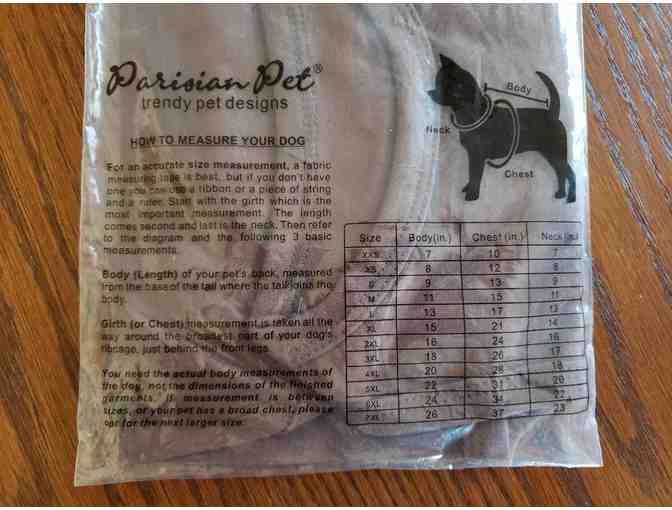 Parisian Pet®
trendy pet designs
HOW TO MEASURE YOUR DOG
For an accurate size measurement, a fabric
measuring tape is best, but if you don't have
one you can use a ribbon or a piece of string
and a ruler. Start with the girth which is the
most important measurement. The length
comes second and last is the neck. Then refer
to the diagram and the following 3 basic
measurements.
Body (Length) of your pet's back, measured
from the base of the tail where the tail joins the
body.
Girth (or Chest) measurement is taken all the
way around the broadest part of your dog's
ribcage, just behind the front legs.
You need the actual body measurements of
the dog, not the dimensions of the finished
garments. If measurement is between
sizes, or your pet has a broad chest, please
opt for the next larger size.
Body
Neck
Chest
Size Body(in.) Chest (in.) Neck (in.)
XXS 7 10 7
XS 8 12 8
S 9 13 9
M 11 15 11
L 13 17 13
XL 15 21 14
2XL 16 24 16
3XL 18 26 17
4XL 20 28 18
5XL 22 31 20
6XL 24 34 22
7XL 26 37 23